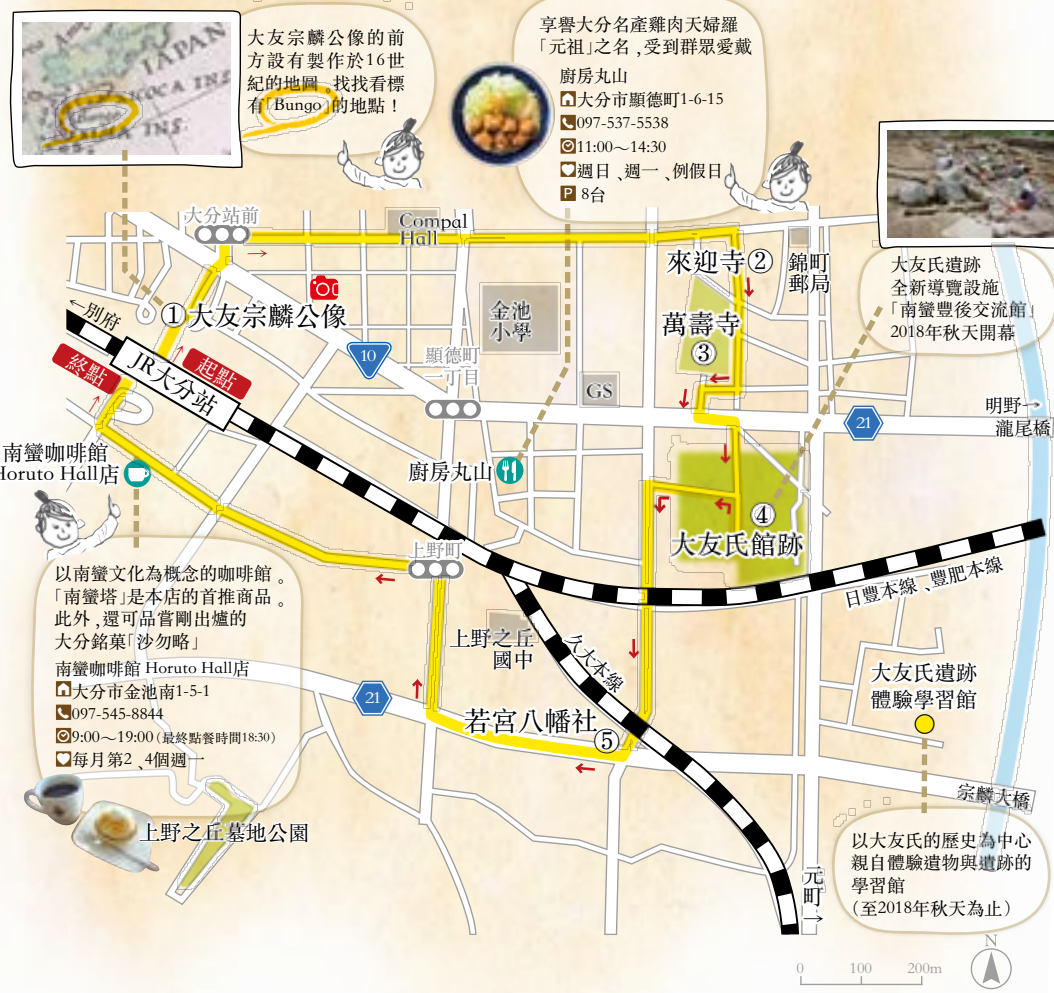 JAPAN
Bungo
大友宗麟公像的前
方設有製作於16世
紀的地圖。找找看標
有「Bungo」的地點！
享譽大分名產雞肉天婦羅
「元祖」之名，受到群眾愛戴
廚房丸山
大分市顯德町1-6-15
097-537-5538
11:00～14:30
週日、週一、例假日
P 8台
大友氏遺跡
全新導覽設施
「南蠻豊後交流館」
2018年秋天開幕
大分站前
Compal
Hall
來迎寺②
錦町
郵局
←別府
①大友宗麟公像
金池
小學
萬壽寺
③
10
顯德町
丁目
終點
JR大分站
起點
GS
21
明野→
瀧尾橋
南蠻咖啡館
Horuto Hall店
廚房丸山
④
大友氏館跡
上野町
日豊本線、豐肥本線
以南蠻文化為概念的咖啡館。
「南蠻塔」是本店的首推商品。
此外，還可品嘗剛出爐的
大分銘菓「沙勿略」
南蠻咖啡館 Horuto Hall店
大分市金池南1-5-1
097-545-8844
9:00～19:00（最終點餐時間18:30）
每月第2、4個週一
上野之丘
國中
久大本線
大友氏遺跡
體驗學習館
21
若宮八幡社
⑤
宗麟大橋
上野之丘墓地公園
以大友氏的歷史為中心
親自體驗遺物與遺跡的
學習館
（至2018年秋天為止）
元町→
N
0 100 200m